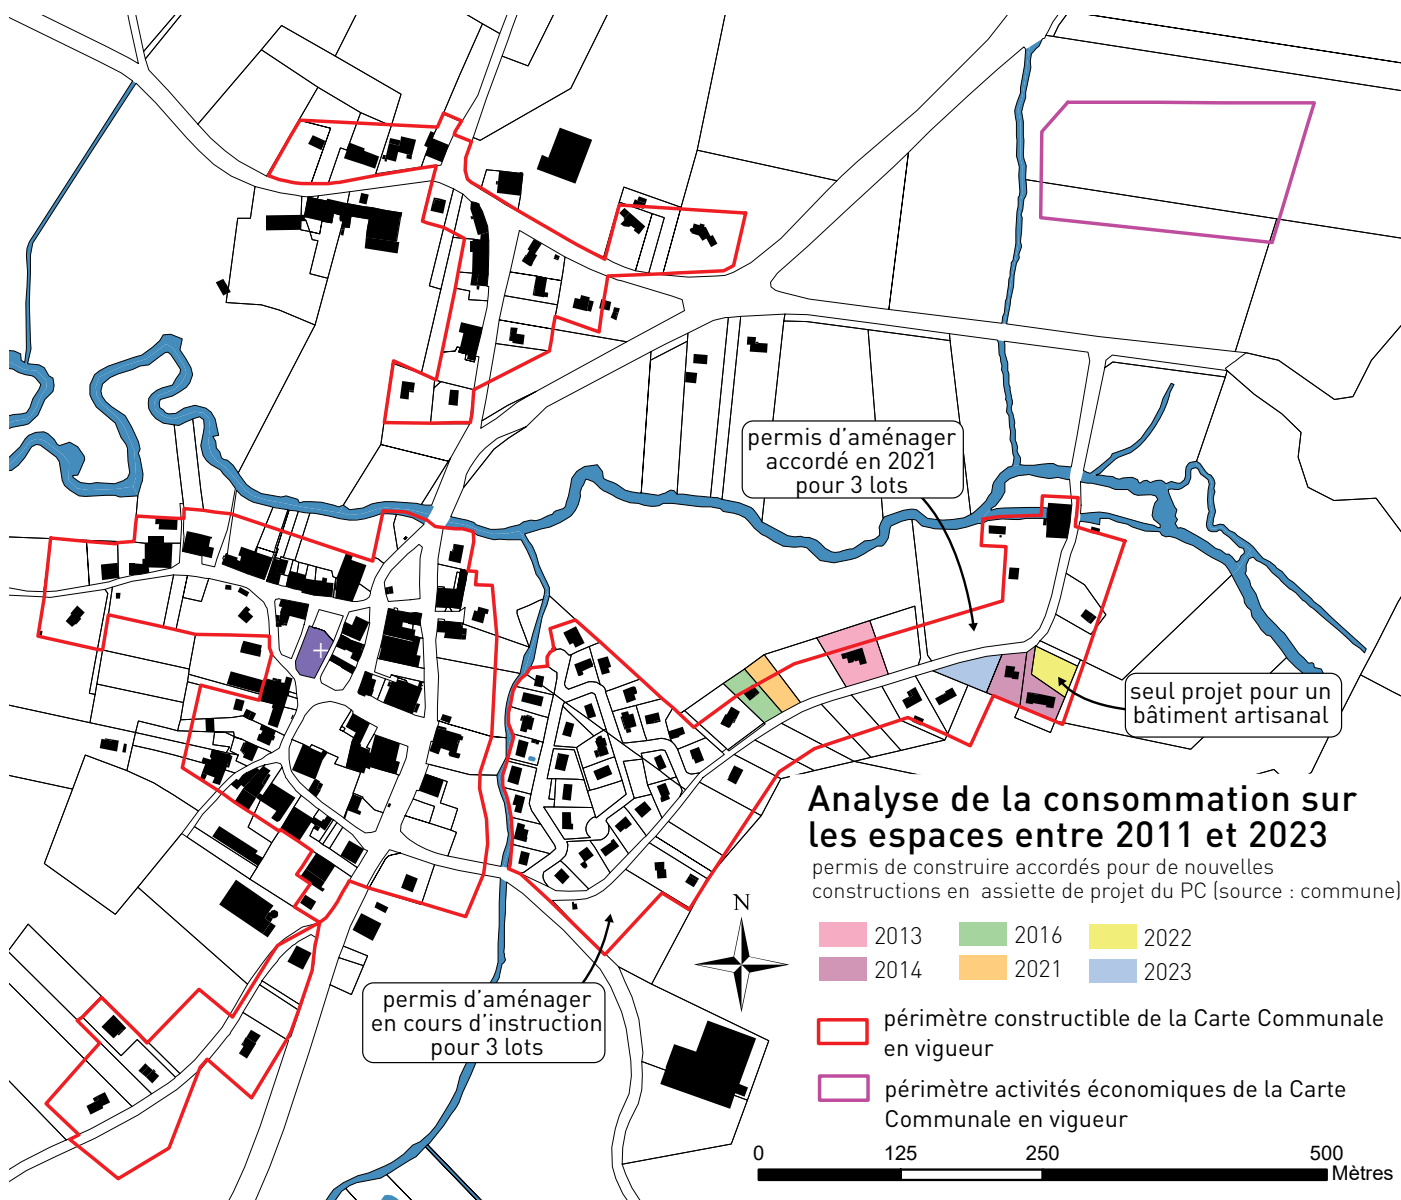 permis d'aménager
accordé en 2021
pour 3 lots
seul projet pour un
bâtiment artisanal
Analyse de la consommation sur
les espaces entre 2011 et 2023
permis de construire accordés pour de nouvelles
constructions en assiette de projet du PC (source : commune)
N
2013
2016
2022
2014
2021
2023
permis d'aménager
en cours d'instruction
pour 3 lots
périmètre constructible de la Carte Communale
en vigueur
périmètre activités économiques de la Carte
Communale en vigueur
0 125 250 500
Mètres